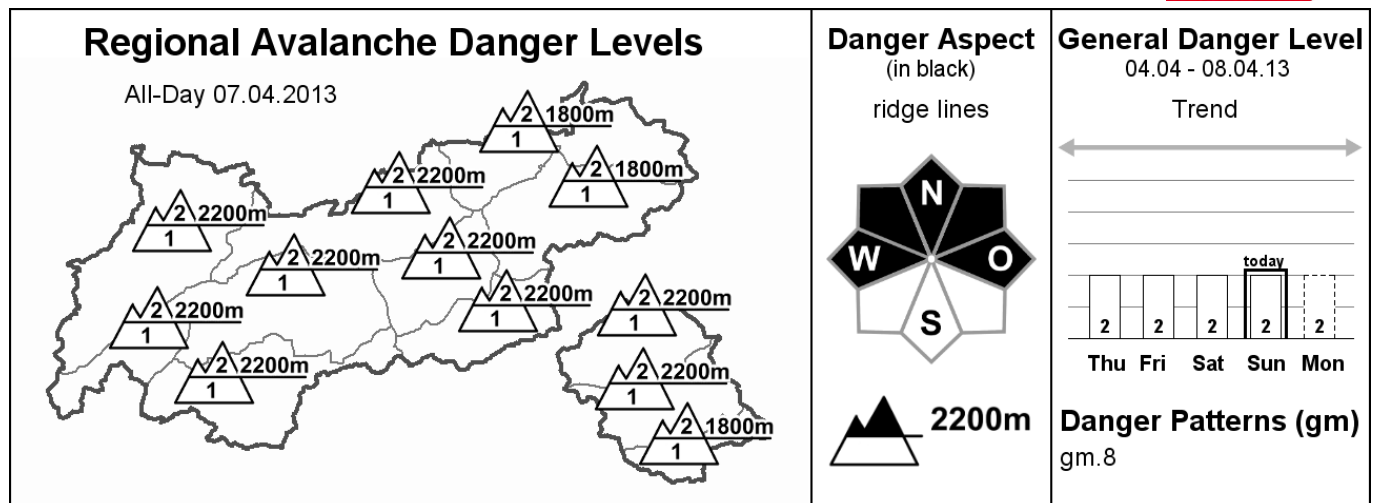 Regional Avalanche Danger Levels
All-Day 07.04.2013
2 1800m
1
2 1800m
1
2 2200m
1
2 2200m
1
2 2200m
1
2 2200m
1
2 2200m
1
2 2200m
1
2 2200m
1
2 2200m
1
2 2200m
1
2 1800m
1
Danger Aspect
(in black)
ridge lines
N
W O
S
2200m
General Danger Level
04.04 - 08.04.13
Trend
today
2 2 2 2 2
Thu Fri Sat Sun Mon
Danger Patterns (gm)
gm.8